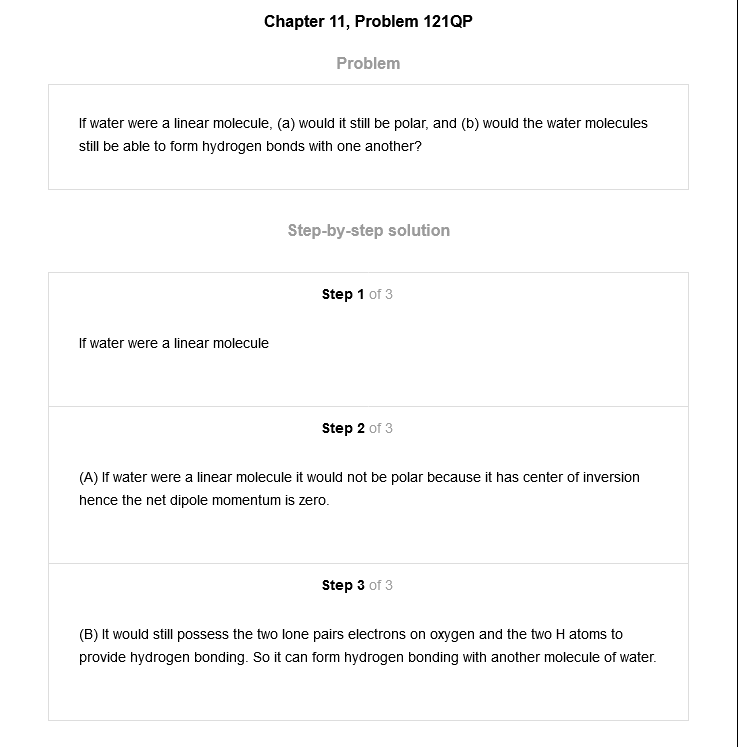 Chapter 11, Problem 121QP
Problem
If water were a linear molecule, (a) would it still be polar, and (b) would the water molecules
still be able to form hydrogen bonds with one another?
Step-by-step solution
Step 1 of 3
If water were a linear molecule
Step 2 of 3
(A) If water were a linear molecule it would not be polar because it has center of inversion
hence the net dipole momentum is zero.
Step 3 of 3
(B) It would still possess the two lone pairs electrons on oxygen and the two H atoms to
provide hydrogen bonding. So it can form hydrogen bonding with another molecule of water.